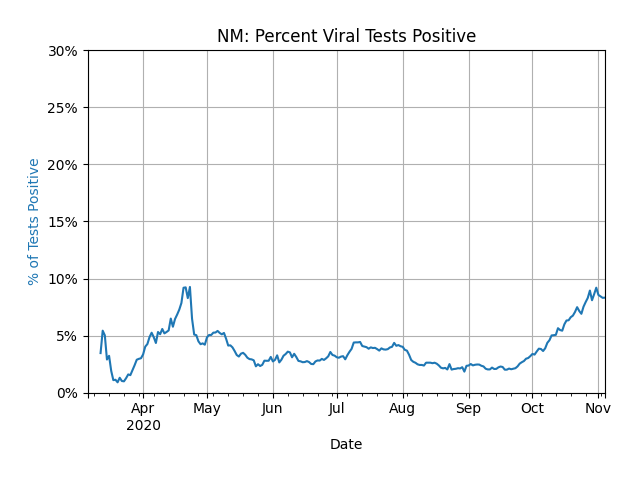 NM: Percent Viral Tests Positive
30%
25%
20%
15%
10%
5%
0%
% of Tests Positive
Apr May Jun Jul Aug Sep Oct Nov
2020
Date